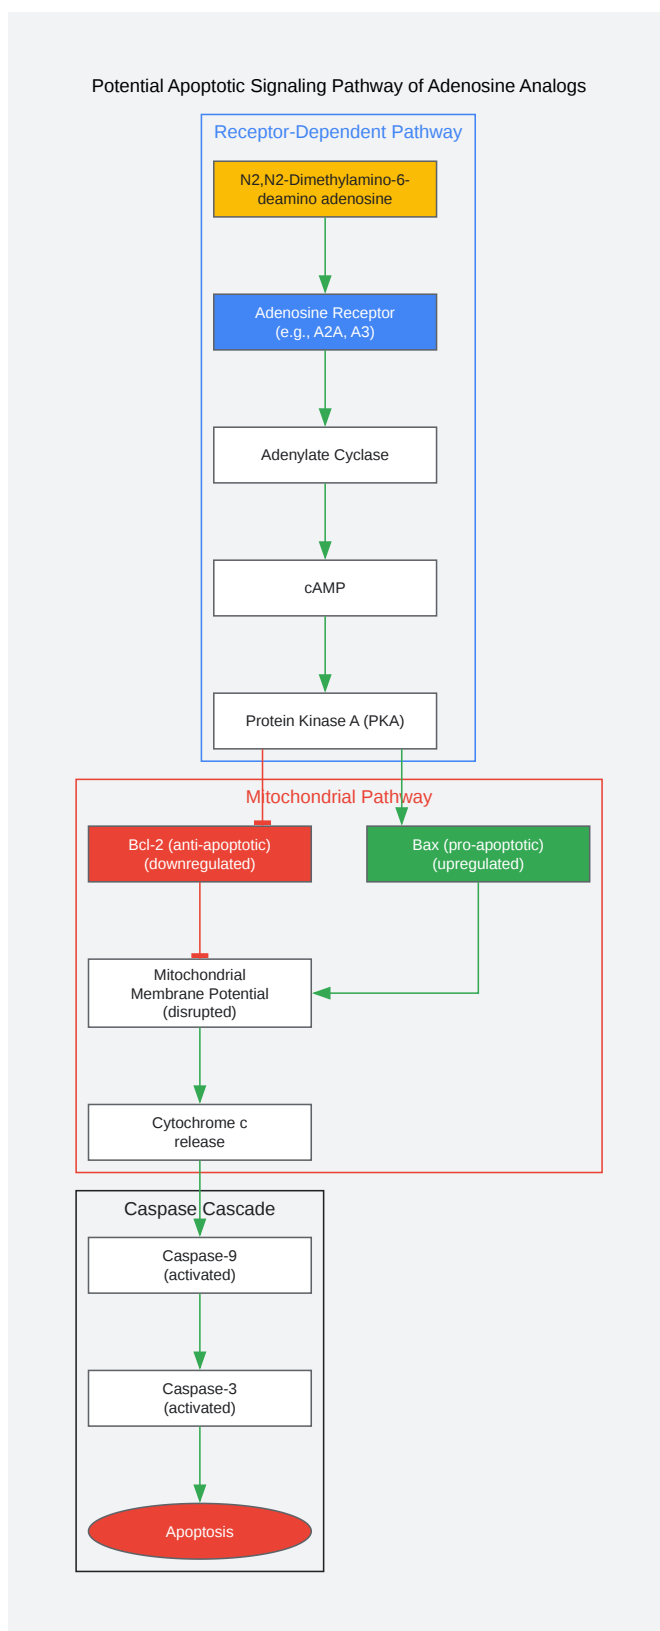 Potential Apoptotic Signaling Pathway of Adenosine Analogs
Receptor-Dependent Pathway
N2,N2-Dimethylamino-6-
deamino adenosine
Adenosine Receptor
(e.g., A2A, A3)
Adenylate Cyclase
cAMP
Protein Kinase A (PKA)
Mitochondrial Pathway
Bcl-2 (anti-apoptotic)
(downregulated)
Bax (pro-apoptotic)
(upregulated)
Mitochondrial
Membrane Potential
(disrupted)
Cytochrome c
release
Caspase Cascade
Caspase-9
(activated)
Caspase-3
(activated)
Apoptosis